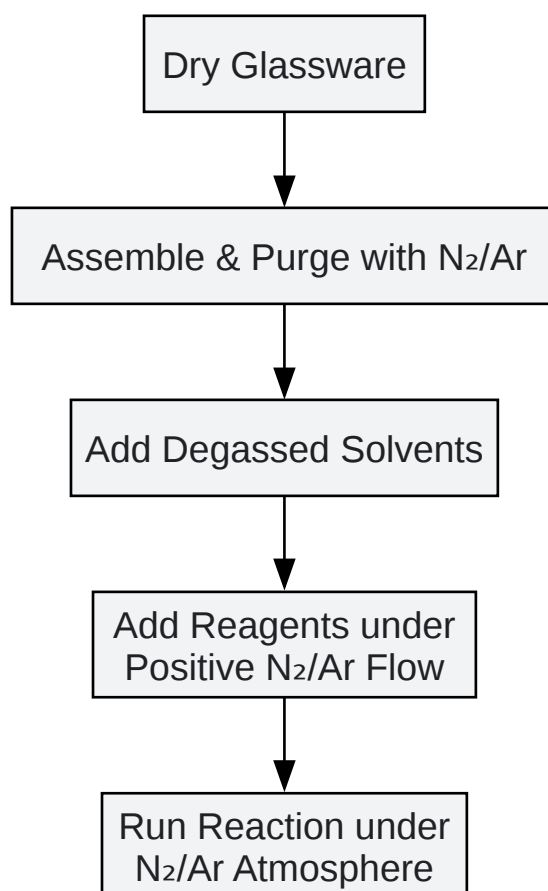 Dry Glassware
Assemble & Purge with N₂/Ar
Add Degassed Solvents
Add Reagents under
Positive N₂/Ar Flow
Run Reaction under
N₂/Ar Atmosphere